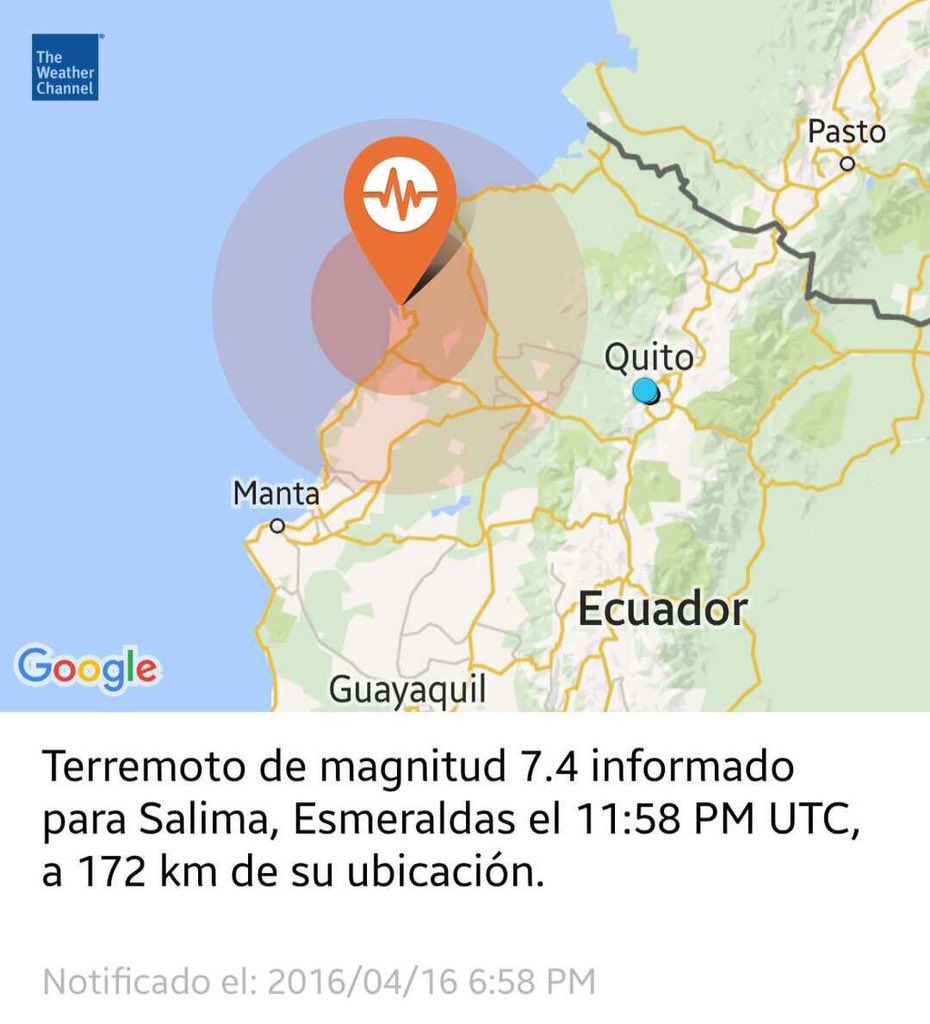 The
Weather
Channel
Pasto
Quito
Manta
Ecuador
Google
Guayaquil
Terremoto de magnitud 7.4 informado
para Salima, Esmeraldas el 11:58 PM UTC,
a 172 km de su ubicación.
Notificado el: 2016/04/16 6:58 PM